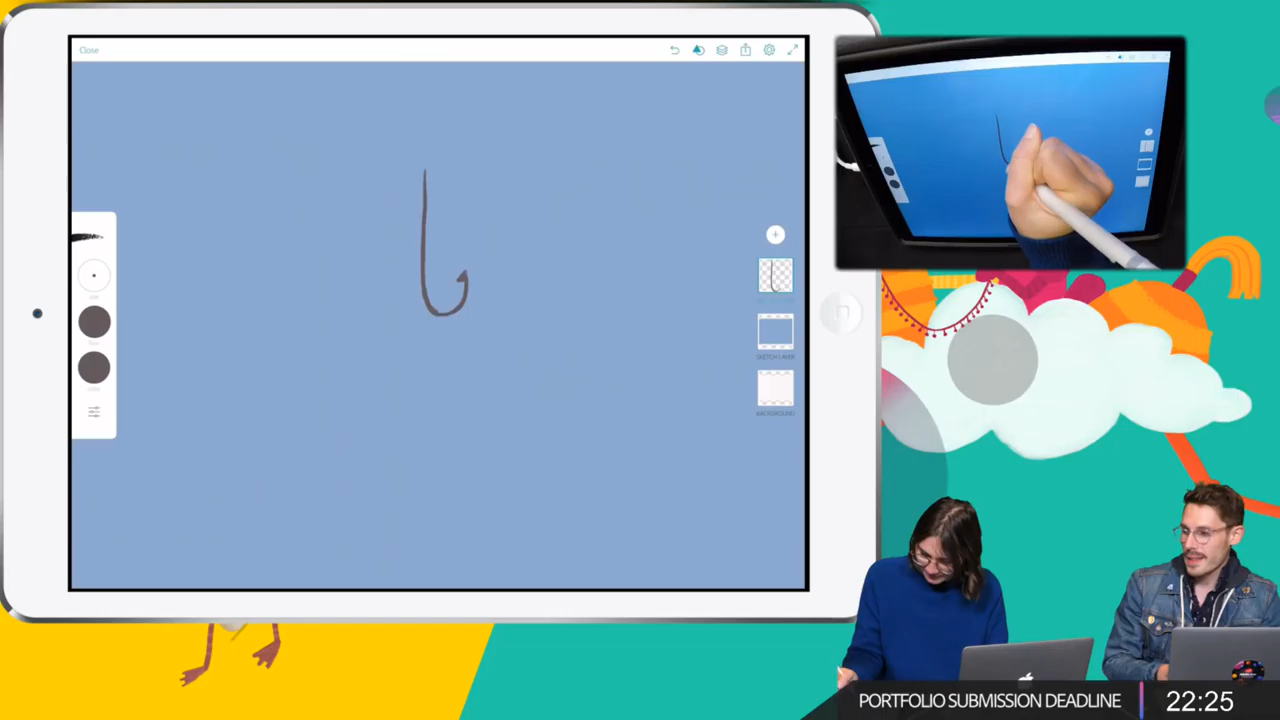 Close
SKETCH LAYER
BACKGROUND
PORTFOLIO SUBMISSION DEADLINE
22:25